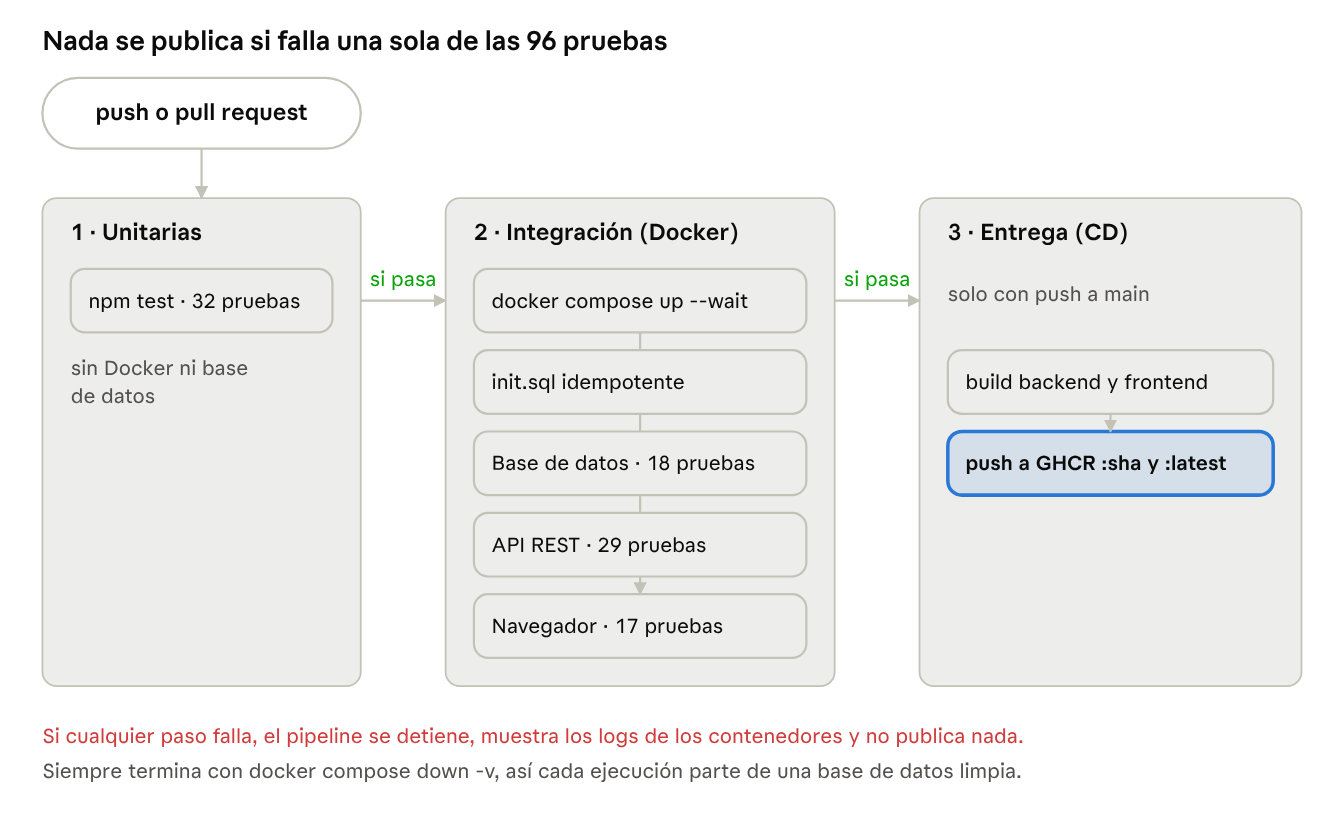 Nada se publica si falla una sola de las 96 pruebas
push o pull request
1 · Unitarias
npm test · 32 pruebas
sin Docker ni base
de datos
si pasa
2 · Integración (Docker)
docker compose up --wait
init.sql idempotente
Base de datos · 18 pruebas
API REST · 29 pruebas
Navegador · 17 pruebas
si pasa
3 · Entrega (CD)
solo con push a main
build backend y frontend
push a GHCR :sha y :latest
Si cualquier paso falla, el pipeline se detiene, muestra los logs de los contenedores y no publica nada.
Siempre termina con docker compose down -v, así cada ejecución parte de una base de datos limpia.